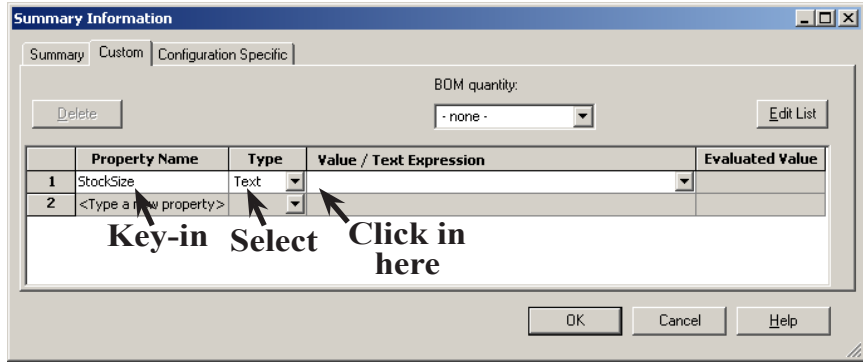 Summary Information
Summary Custom Configuration Specific
BOM quantity:
Delete - none - Edit List
Property Name Type Value / Text Expression Evaluated Value
1 StockSize Text
2 <Type a new property>
Key-in Select Click in
here
OK Cancel Help